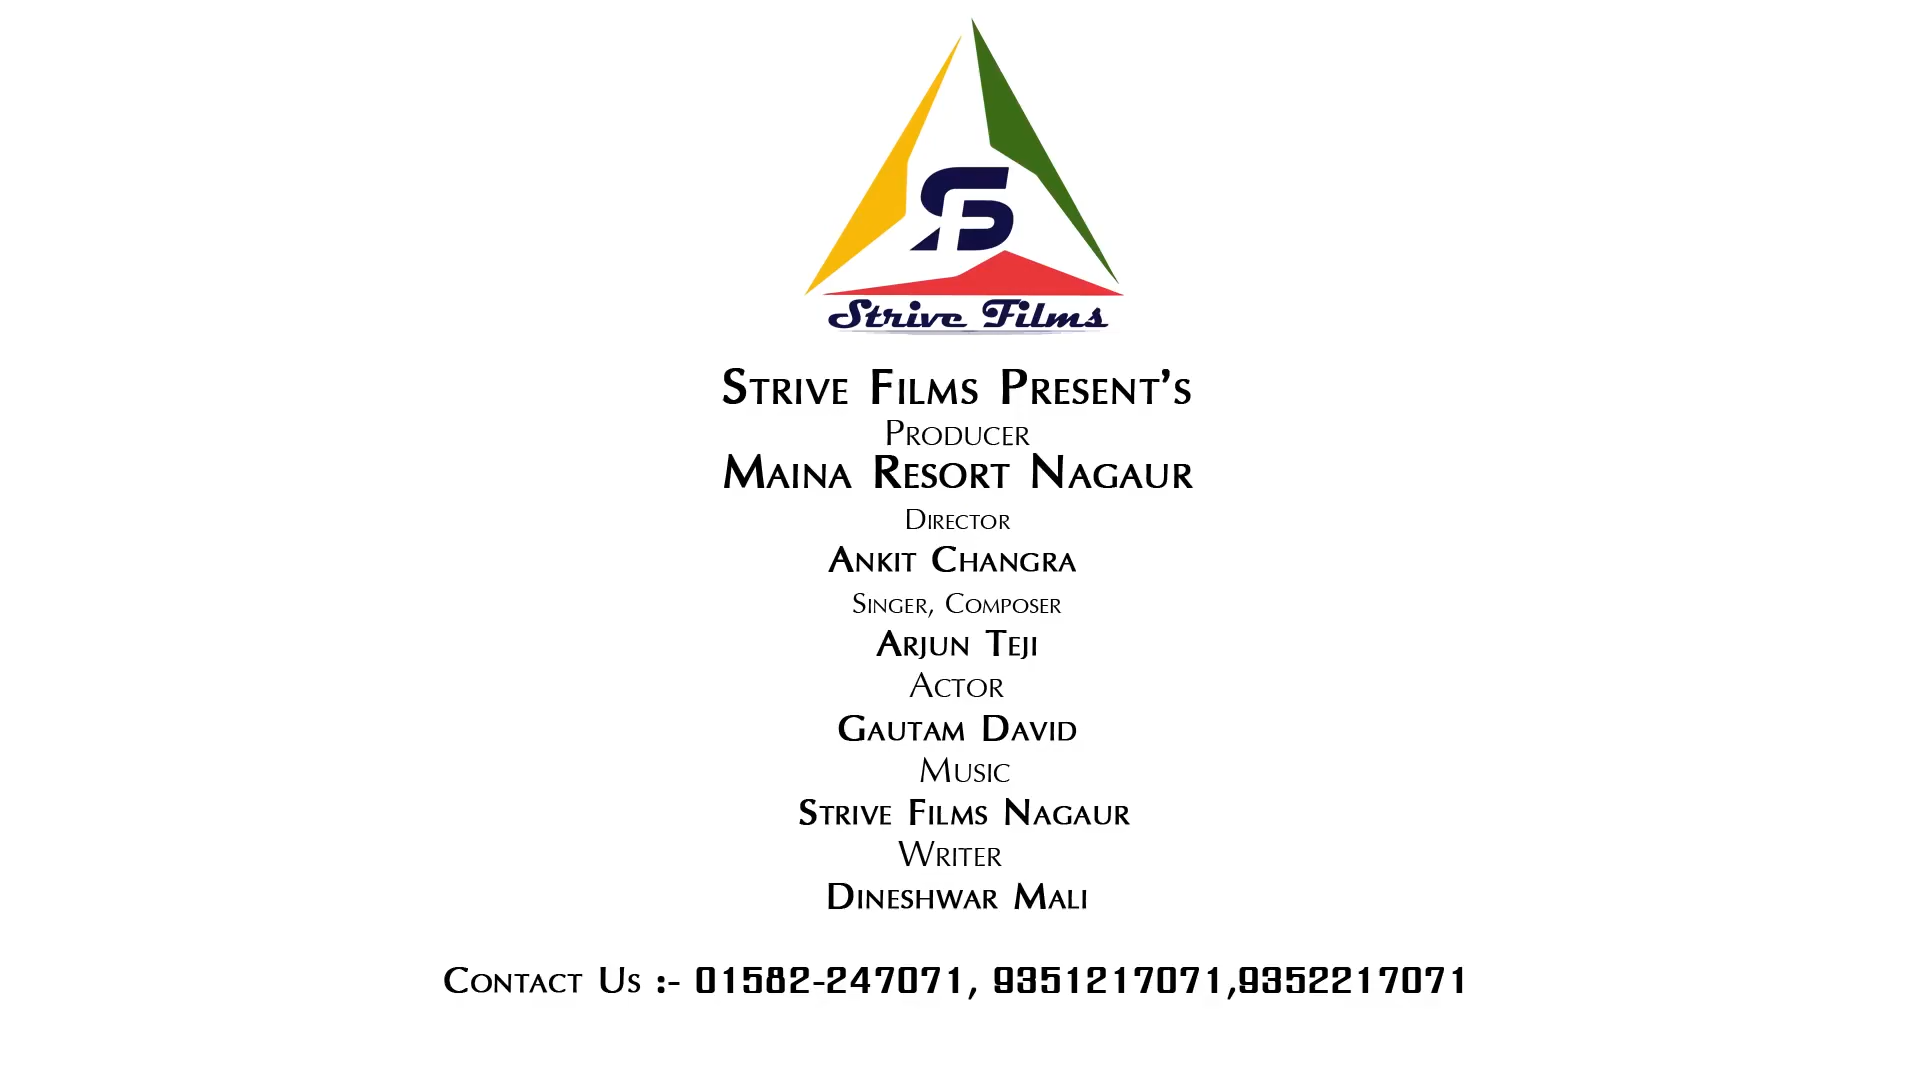 SF
Strive Films
Strive Films Present's
Producer
Maina Resort Nagaur
Director
Ankit Changra
Singer, Composer
Arjun Teji
Actor
Gautam David
Music
Strive Films Nagaur
Writer
Dineshwar Mali
Contact Us :- 01582-247071, 9351217071,9352217071